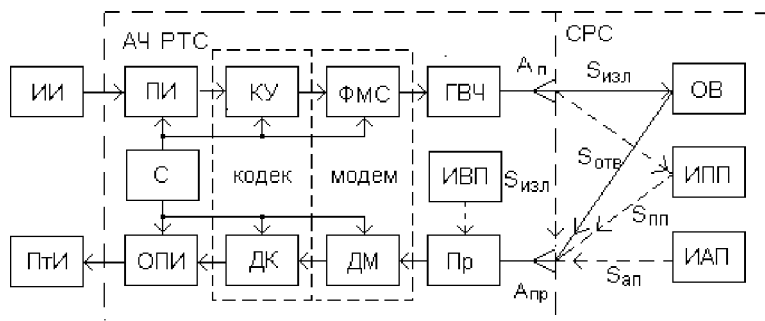 АЧ РТС
СРС
ИИ
ПИ
КУ
ФМС
ГВЧ
Aп
Sизл
ОВ
С
кодек
модем
ИВП
Sизл
Sотв
ИПП
Sпп
ПтИ
ОПИ
ДК
ДМ
Пр
Aпр
Sап
ИАП